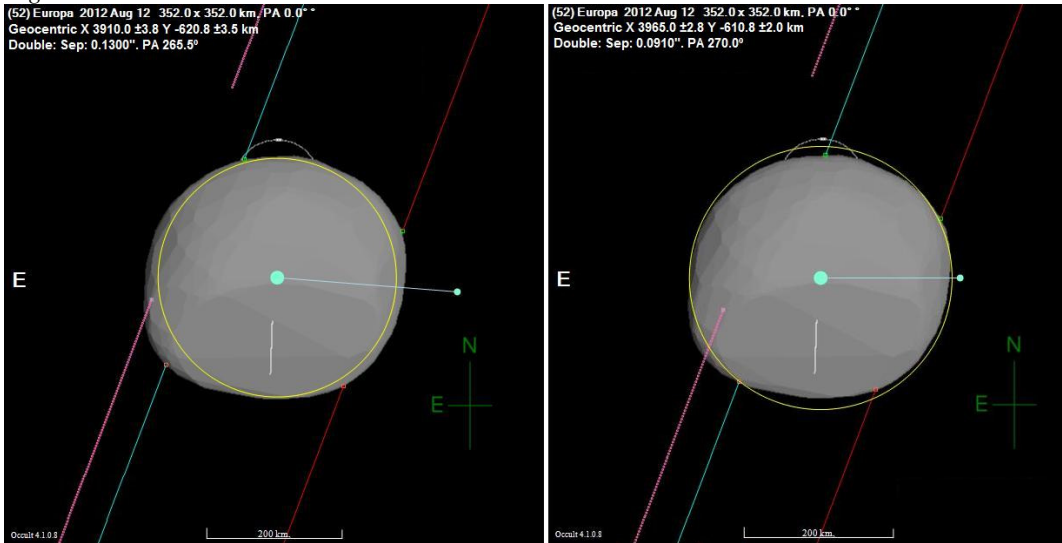 (52) Europa 2012 Aug 12 352.0 x 352.0 km, PA 0.0° °
Geocentric X 3910.0 ±3.8 Y -620.8 ±3.5 km
Double: Sep: 0.1300". PA 265.5º
E
N
E
200 km.
Occult 4.1.0.8
(52) Europa 2012 Aug 12 352.0 x 352.0 km, PA 0.0° °
Geocentric X 3965.0 ±2.8 Y -610.8 ±2.0 km
Double: Sep: 0.0910". PA 270.0º
E
N
E
200 km.
Occult 4.1.0.8